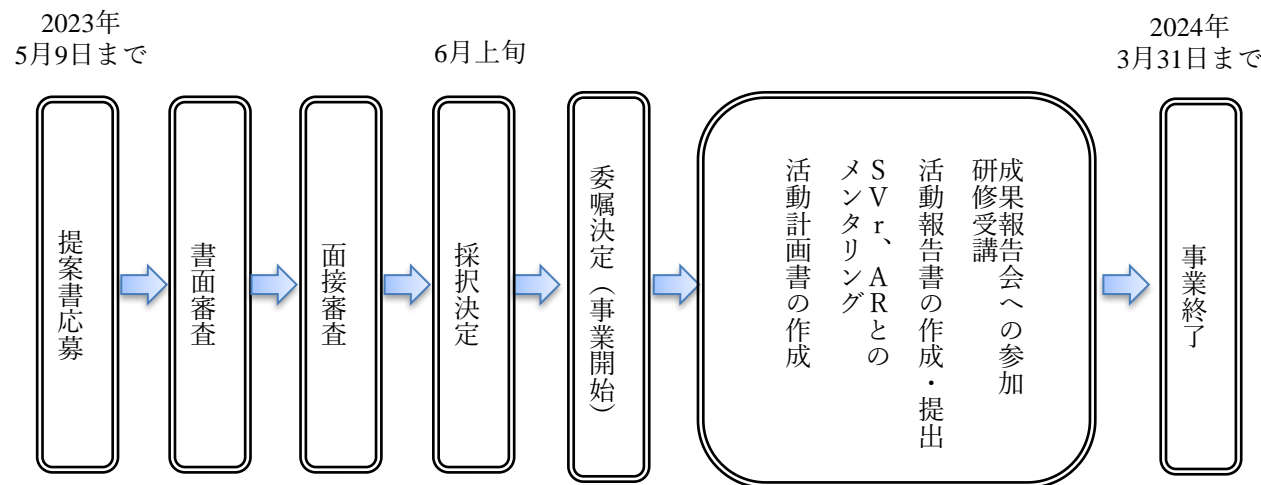 2023年
5月9日まで
6月上旬
2024年
3月31日まで
提案書応募
書面審査
面接審査
採択決定
委嘱決定（事業開始）
成果報告会への参加
研修受講
活動報告書の作成・提出
SVr、ARとの
メンタリング
活動計画書の作成
事業終了